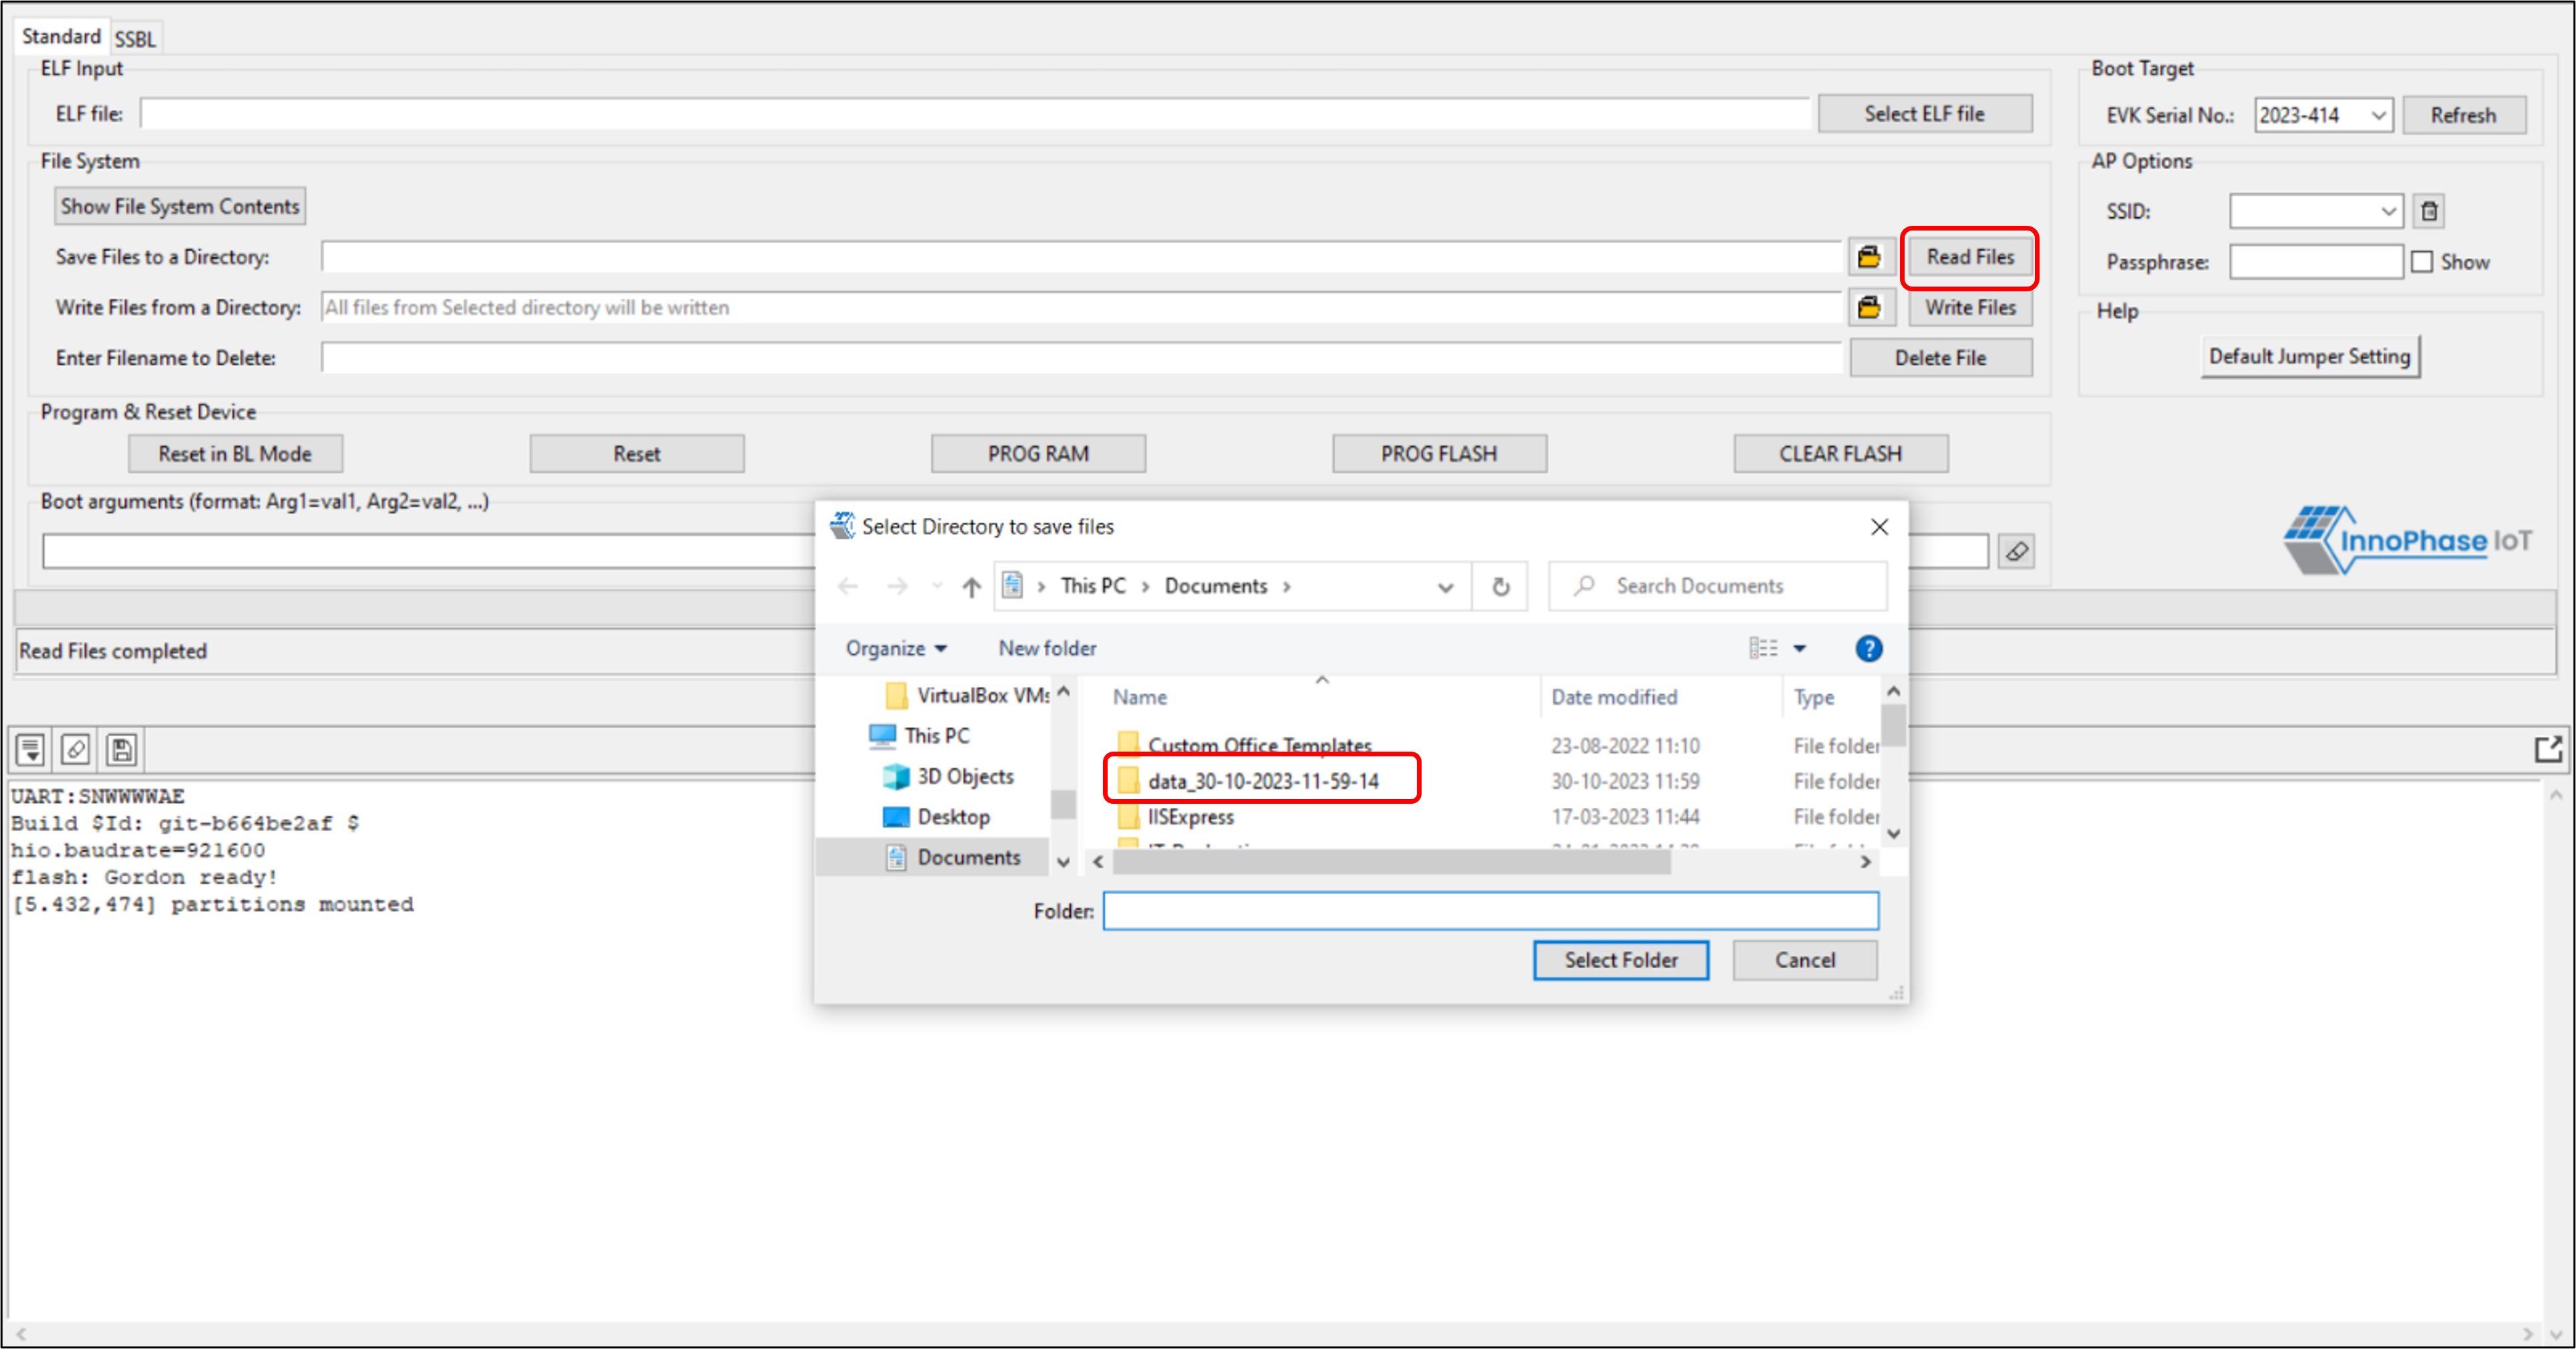 Standard SSBL
ELF Input
ELF file:
Select ELF file
Boot Target
EVK Serial No.: 2023-414 Refresh
File System
Show File System Contents
Save Files to a Directory:
Read Files
Write Files from a Directory: All files from Selected directory will be written
Write Files
Enter Filename to Delete:
Delete File
AP Options
SSID:
Passphrase: Show
Help
Default Jumper Setting
Program & Reset Device
Reset in BL Mode Reset PROG RAM PROG FLASH CLEAR FLASH
Boot arguments (format: Arg1=val1, Arg2=val2, ...)
InnoPhase IoT
Read Files completed
Select Directory to save files
This PC › Documents ›
Search Documents
Organize New folder
VirtualBox VMs
This PC
3D Objects
Desktop
Documents
Name Date modified Type
Custom Office Templates 23-08-2022 11:10 File folder
data_30-10-2023-11-59-14 30-10-2023 11:59 File folder
IISExpress 17-03-2023 11:44 File folder
Folder:
Select Folder Cancel
UART:SNWWWWAE
Build $Id: git-b664be2af $
hio.baudrate=921600
flash: Gordon ready!
[5.432,474] partitions mounted